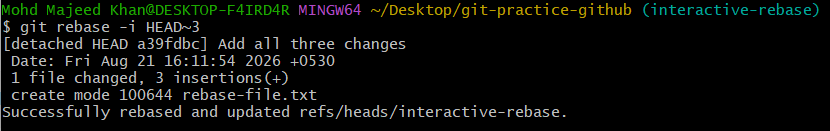 Mohd Majeed Khan@DESKTOP-F4IRD4R MINGW64 ~/Desktop/git-practice-github (interactive-rebase)
$ git rebase -i HEAD~3
[detached HEAD a39fdbc] Add all three changes
 Date: Fri Aug 21 16:11:54 2026 +0530
 1 file changed, 3 insertions(+)
 create mode 100644 rebase-file.txt
Successfully rebased and updated refs/heads/interactive-rebase.